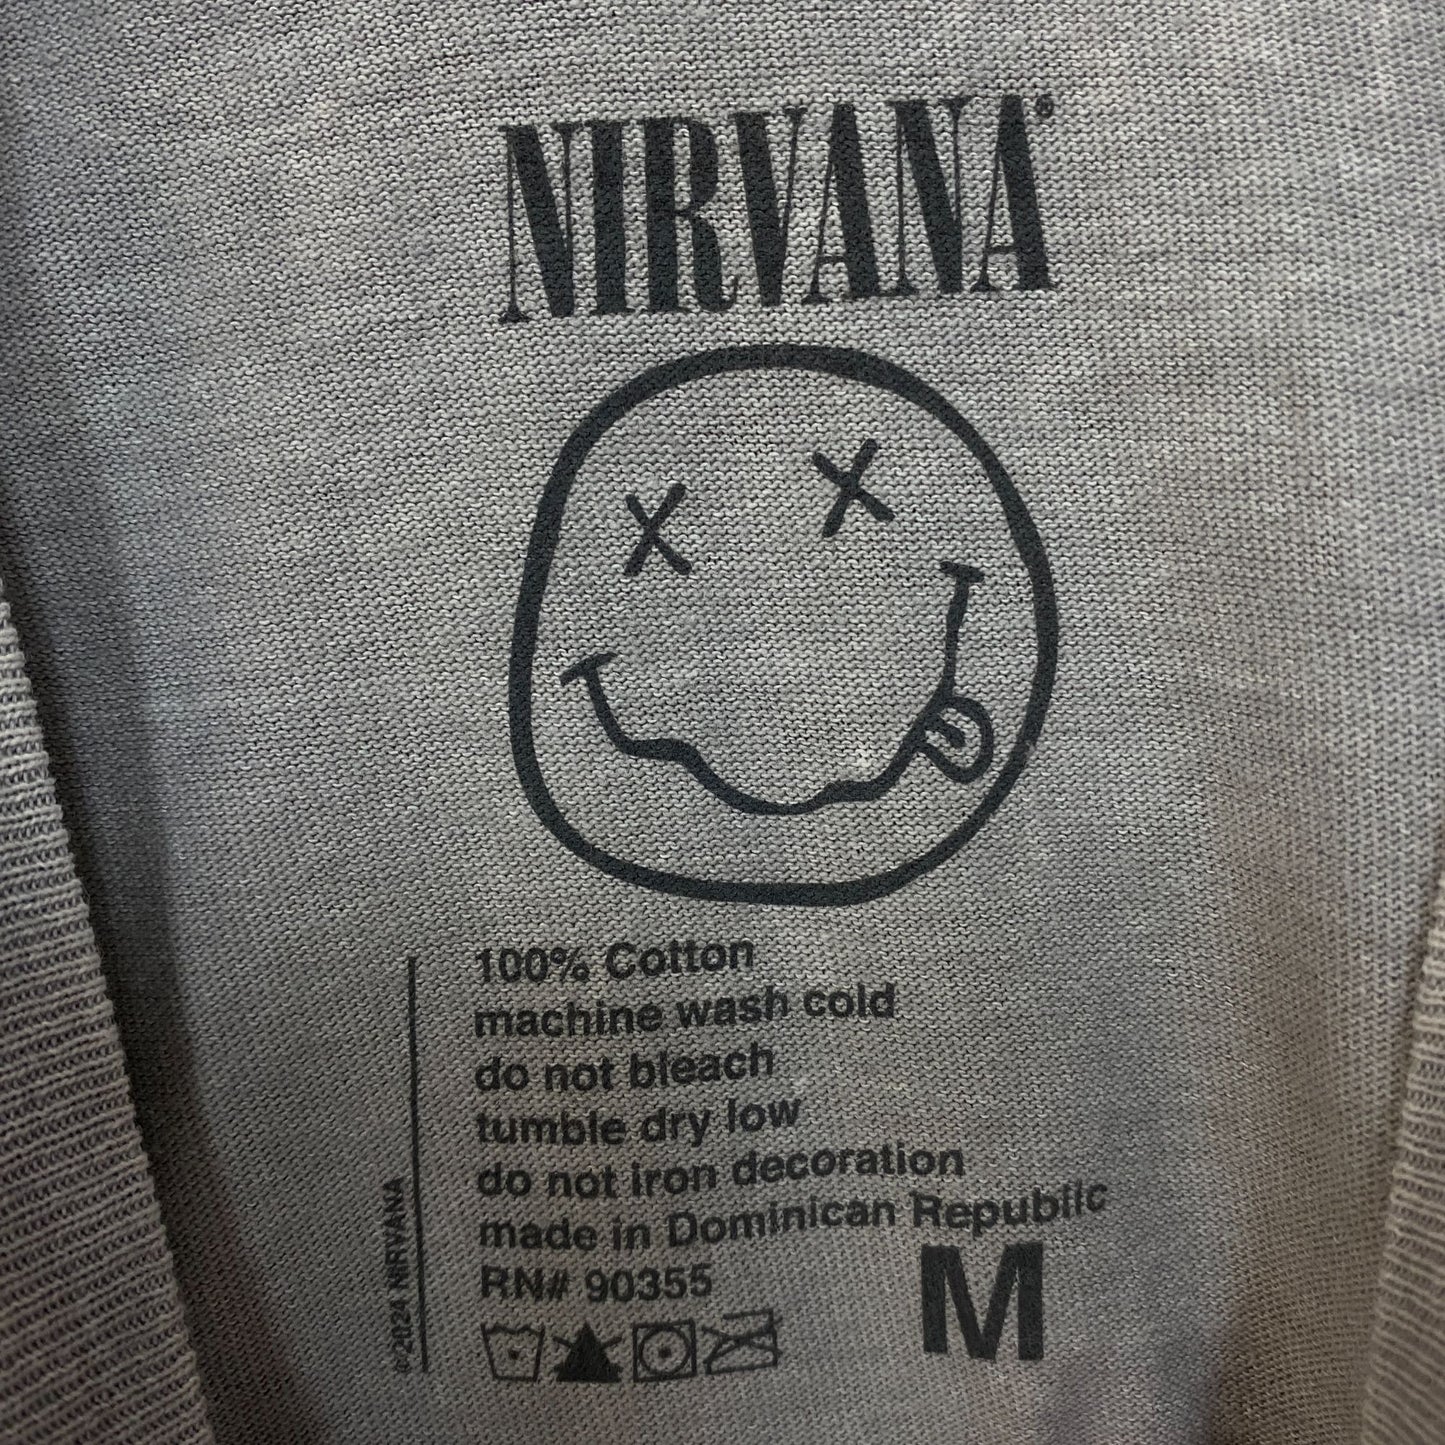 NIRVANA®
100% Cotton
machine wash cold
do not bleach
tumble dry low
do not iron decoration
made in Dominican Republic
RN# 90355
M
©2024 NIRVANA